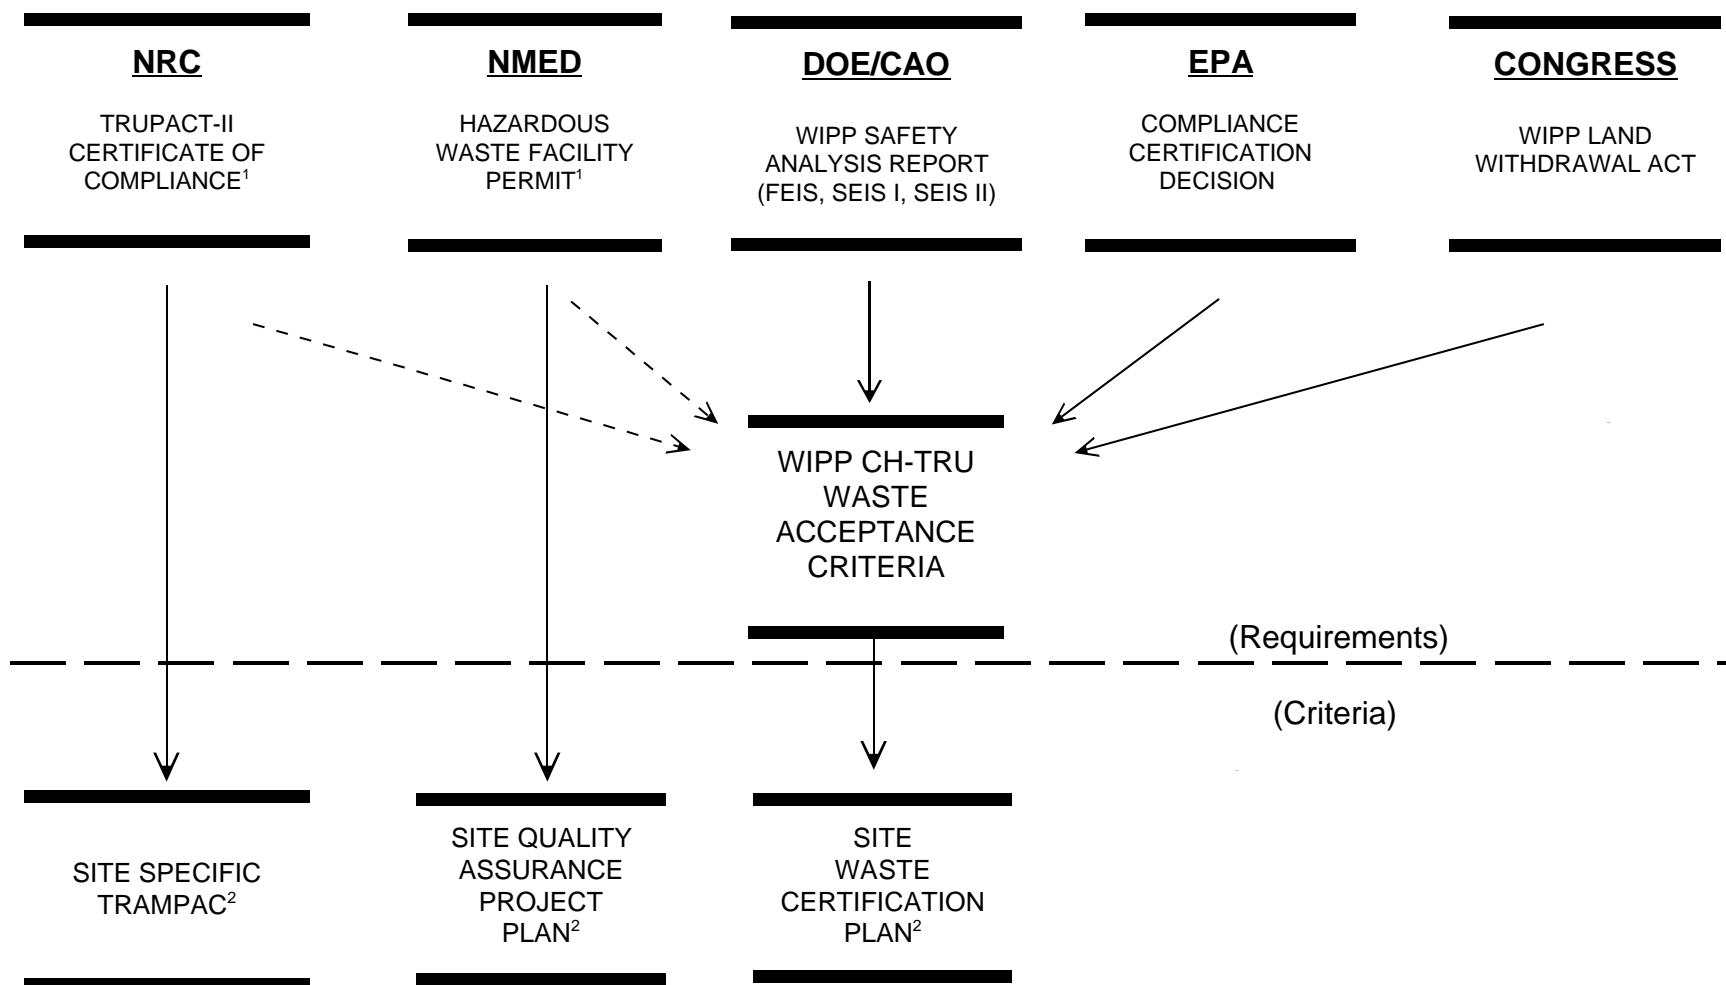 NRC
TRUPACT-II
CERTIFICATE OF
COMPLIANCE¹
NMED
HAZARDOUS
WASTE FACILITY
PERMIT¹
DOE/CAO
WIPP SAFETY
ANALYSIS REPORT
(FEIS, SEIS I, SEIS II)
EPA
COMPLIANCE
CERTIFICATION
DECISION
CONGRESS
WIPP LAND
WITHDRAWAL ACT
WIPP CH-TRU
WASTE
ACCEPTANCE
CRITERIA
(Requirements)
(Criteria)
SITE SPECIFIC
TRAMPAC²
SITE QUALITY
ASSURANCE
PROJECT
PLAN²
SITE
WASTE
CERTIFICATION
PLAN²